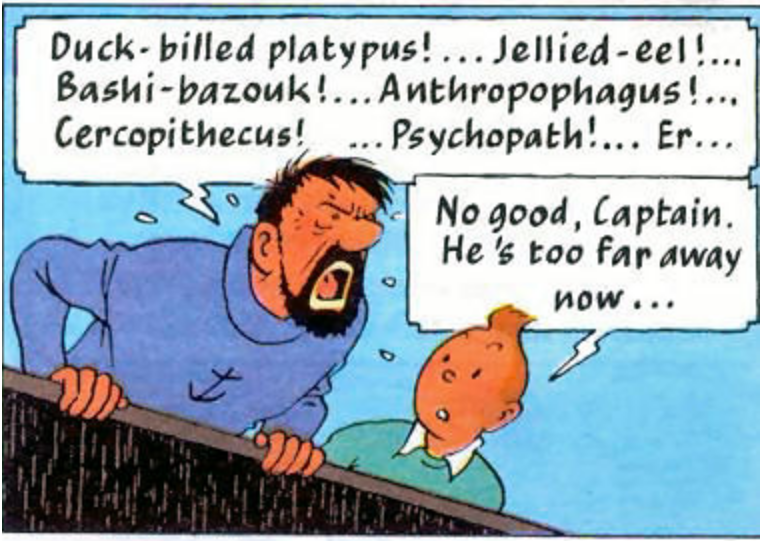 Duck-billed platypus!... Jellied-eel!...
Bashi-bazouk!... Anthropophagus!...
Cercopithecus! ... Psychopath!... Er...
No good, Captain.
He's too far away
now...